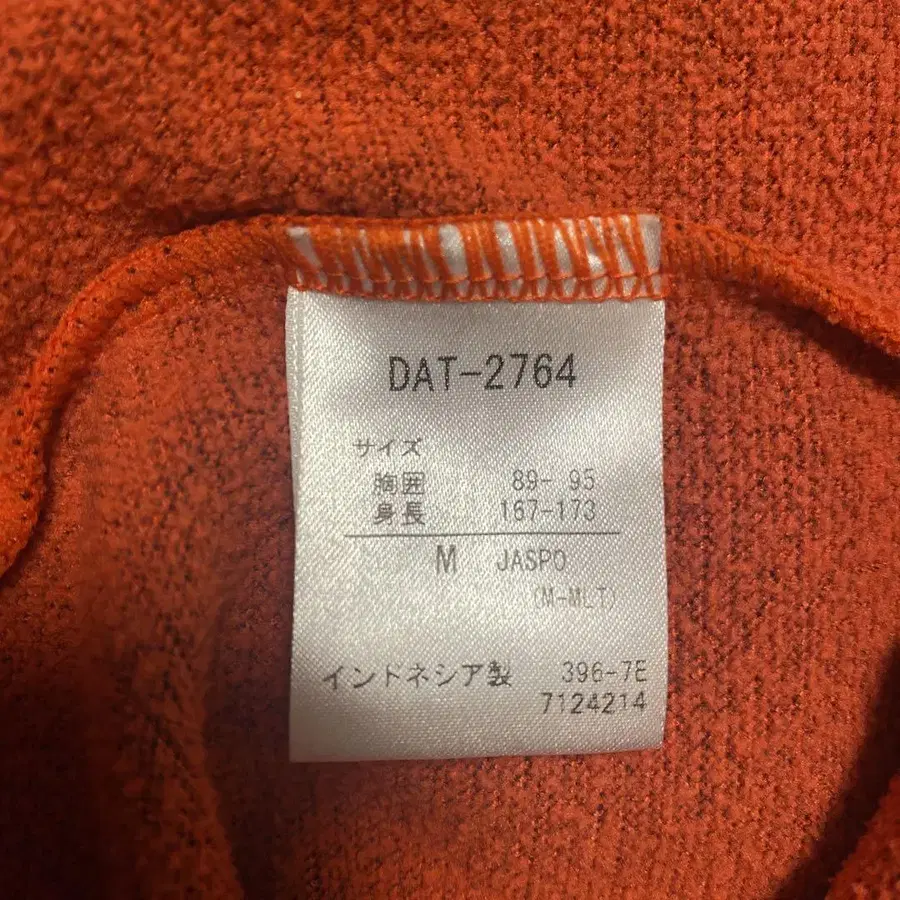 DAT-2764
サイズ
胸囲 89- 95
身長 167-173
M JASPO
(M-MLT)
インドネシア製 396-7E
7124214